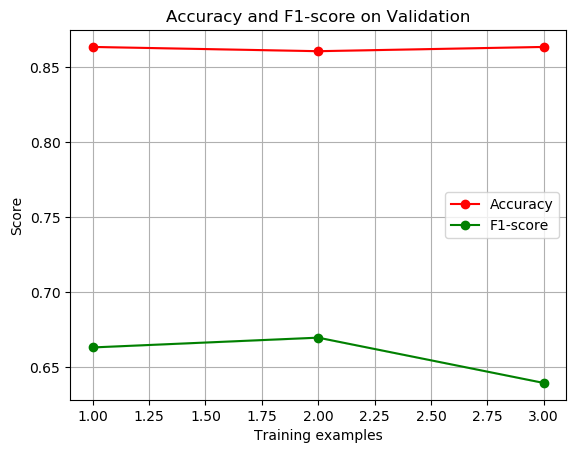 Accuracy and F1-score on Validation
Score
0.85
0.80
0.75
0.70
0.65
Accuracy
F1-score
1.00 1.25 1.50 1.75 2.00 2.25 2.50 2.75 3.00
Training examples